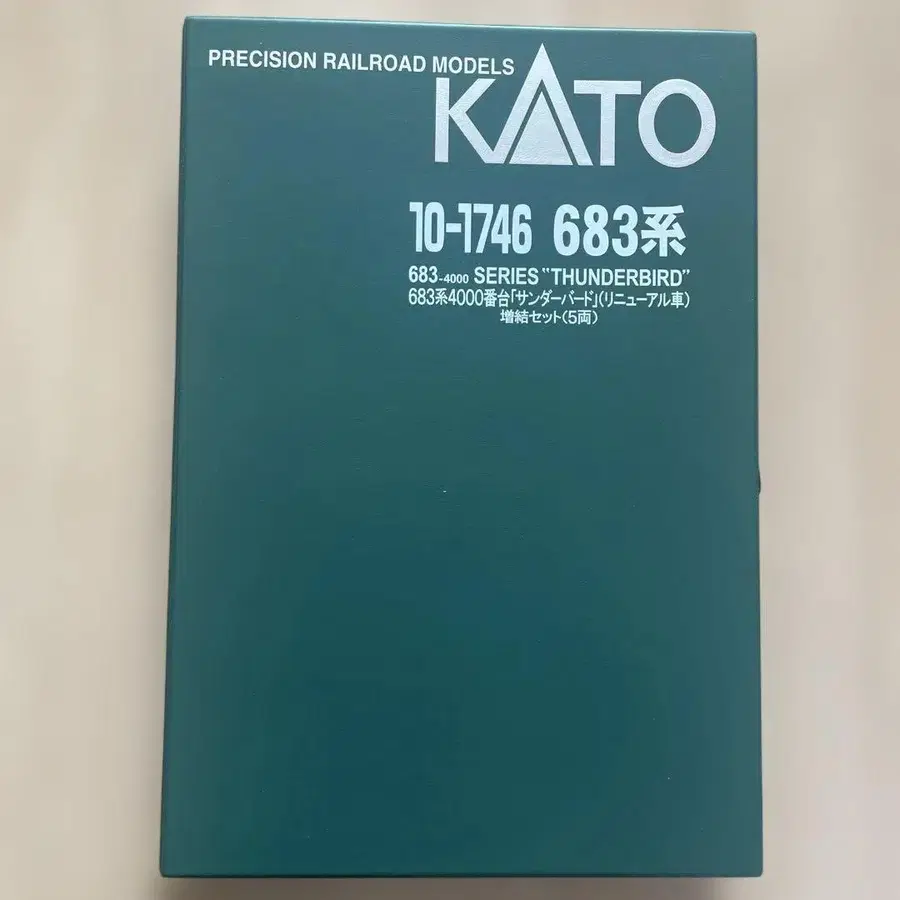 PRECISION RAILROAD MODELS
KATO
10-1746 683系
683-4000 SERIES "THUNDERBIRD"
683系4000番台「サンダーバード」(リニューアル車)
増結セット(5両)